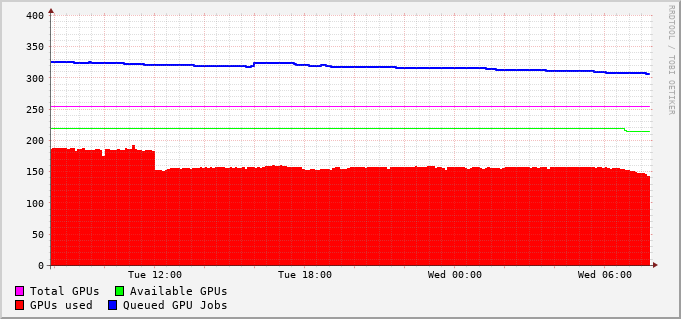 400
350
300
250
200
150
100
50
0
Tue 12:00 Tue 18:00 Wed 00:00 Wed 06:00
Total GPUs Available GPUs
GPUs used Queued GPU Jobs
RRDTOOL / TOBI OETIKER